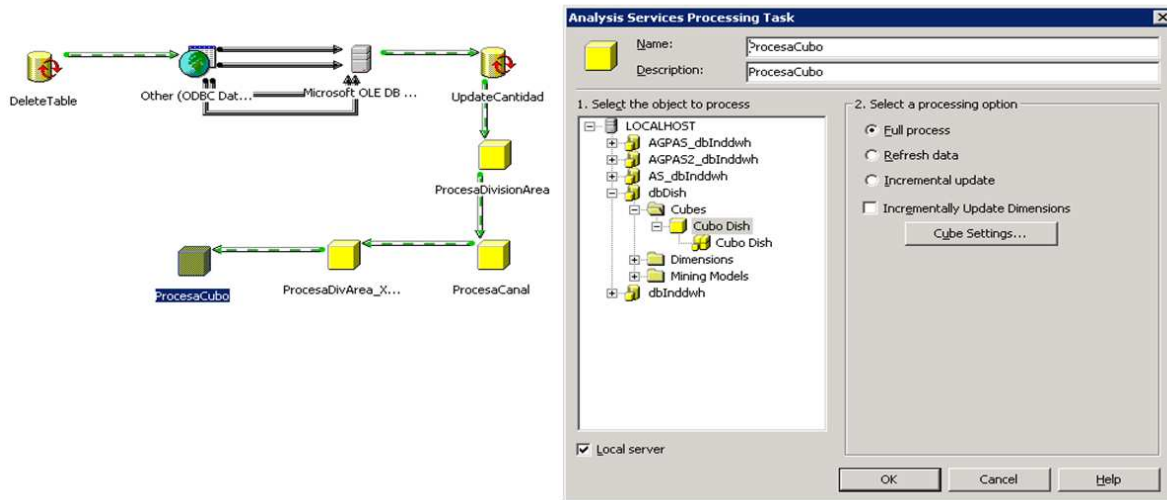 DeleteTable
Other (ODBC Dat...
Microsoft OLE DB ...
UpdateCantidad
ProcesaDivisionArea
ProcesaCubo
ProcesaDivArea_X...
ProcesaCanal
Analysis Services Processing Task
Name:
ProcesaCubo
Description:
ProcesaCubo
1. Select the object to process
LOCALHOST
AGPAS_dbInddwh
AGPAS2_dbInddwh
AS_dbInddwh
dbDish
Cubes
Cubo Dish
Cubo Dish
Dimensions
Mining Models
dbInddwh
Local server
2. Select a processing option
Full process
Refresh data
Incremental update
Incrementally Update Dimensions
Cube Settings...
OK
Cancel
Help